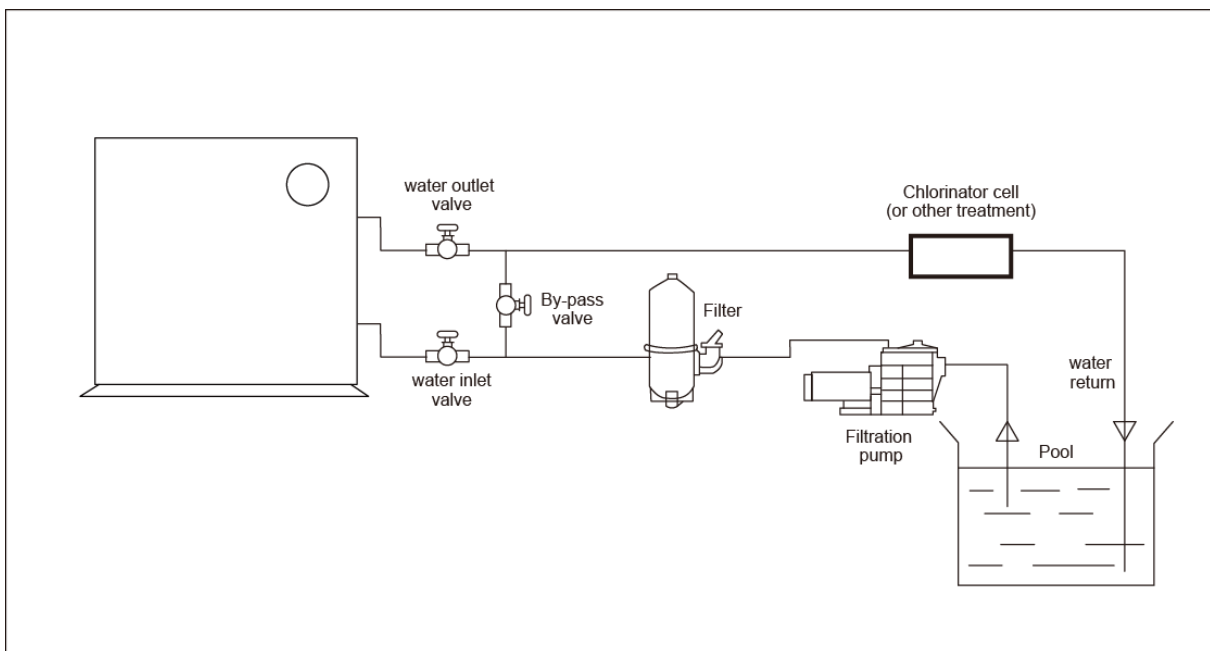 water outlet
valve
Chlorinator cell
(or other treatment)
By-pass
valve
Filter
water inlet
valve
water
return
Filtration
pump
Pool